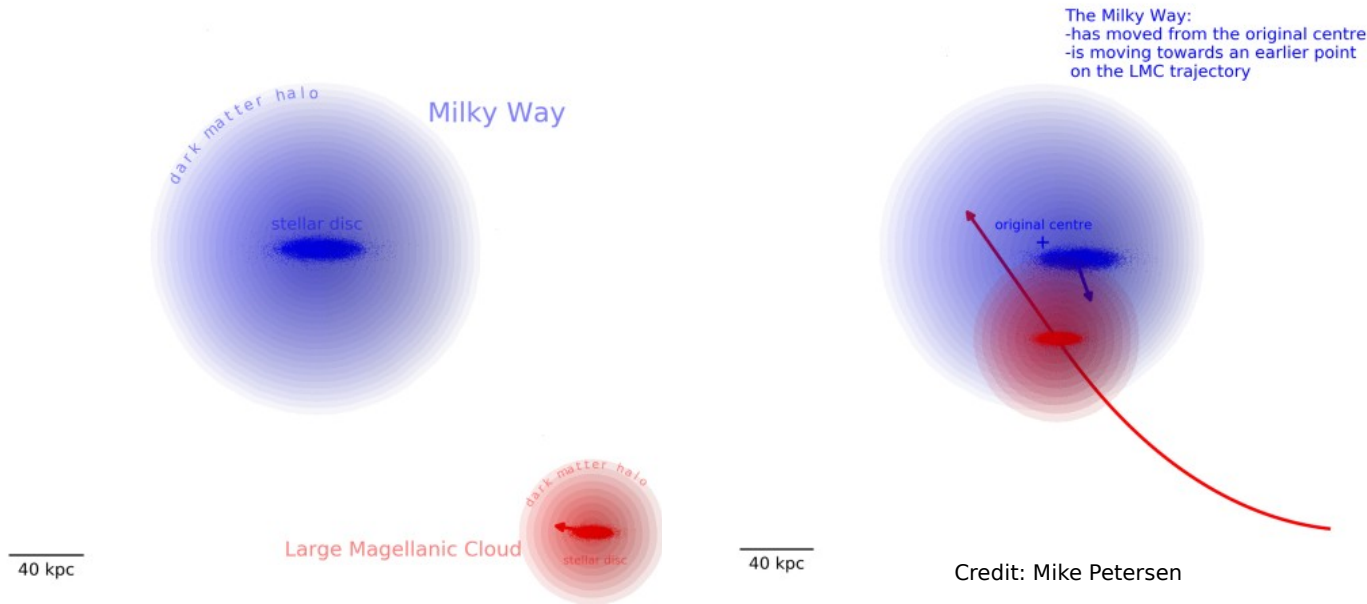 dark matter halo
Milky Way
stellar disc
dark matter halo
Large Magellanic Cloud
stellar disc
40 kpc
The Milky Way:
-has moved from the original centre
-is moving towards an earlier point
on the LMC trajectory
original centre
40 kpc
Credit: Mike Petersen